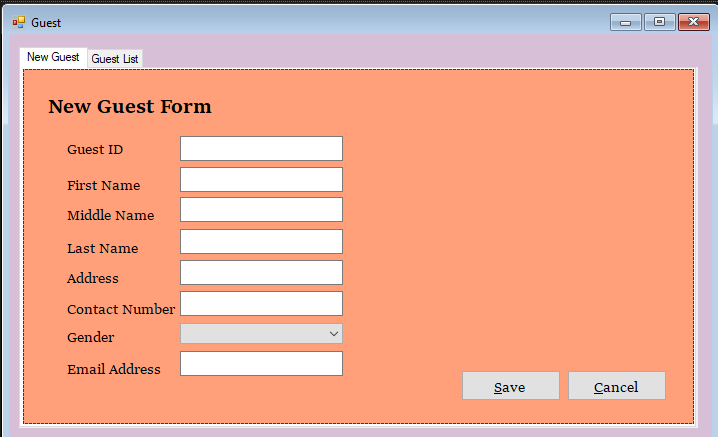 Guest
New Guest Guest List
New Guest Form
Guest ID
First Name
Middle Name
Last Name
Address
Contact Number
Gender
Email Address
Save Cancel